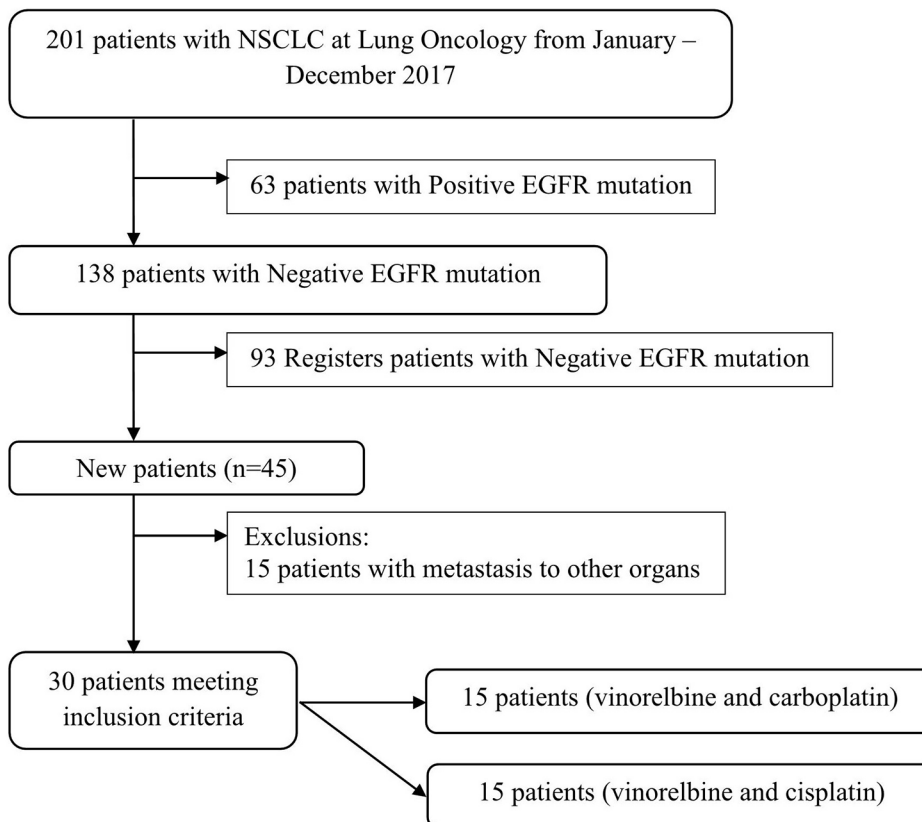 201 patients with NSCLC at Lung Oncology from January –
December 2017
63 patients with Positive EGFR mutation
138 patients with Negative EGFR mutation
93 Registers patients with Negative EGFR mutation
New patients (n=45)
Exclusions:
15 patients with metastasis to other organs
30 patients meeting
inclusion criteria
15 patients (vinorelbine and carboplatin)
15 patients (vinorelbine and cisplatin)